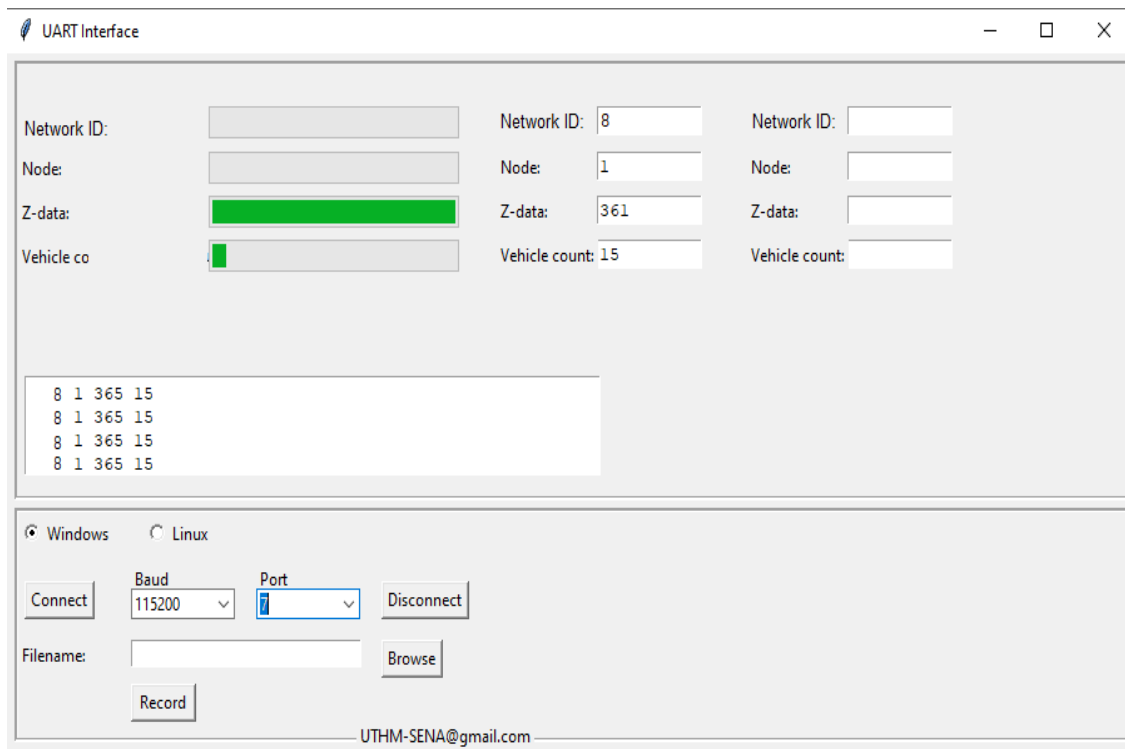 UART Interface
Network ID: Network ID: 8 Network ID:
Node: Node: 1 Node:
Z-data: Z-data: 361 Z-data:
Vehicle co Vehicle count: 15 Vehicle count:
8 1 365 15
8 1 365 15
8 1 365 15
8 1 365 15
Windows Linux
Baud Port
Connect 115200 7 Disconnect
Filename: Browse
Record
UTHM-SENA@gmail.com